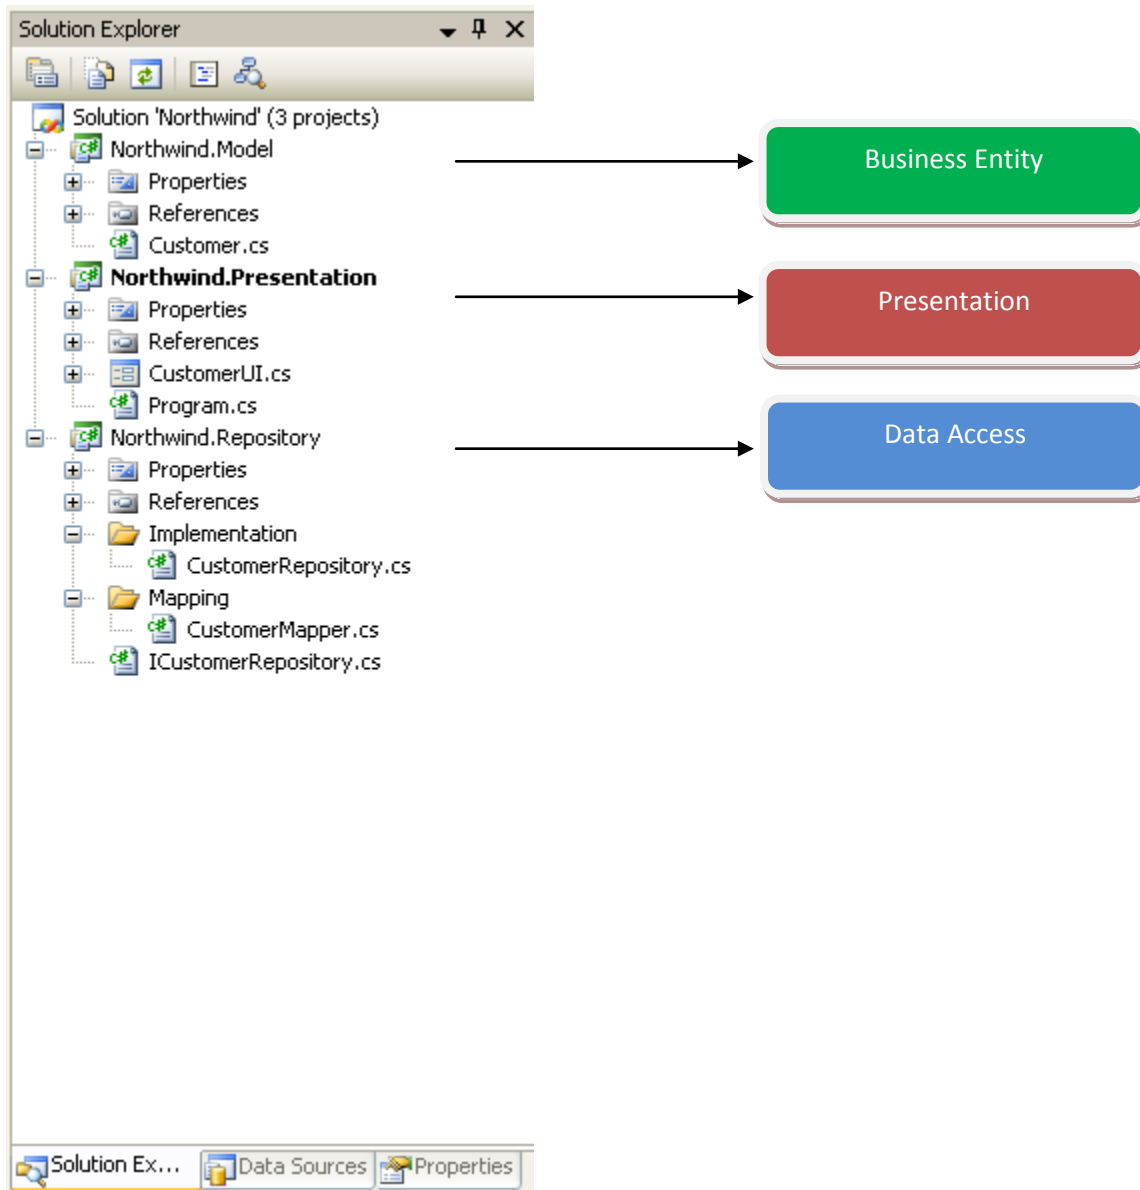 Solution Explorer
Solution 'Northwind' (3 projects)
Northwind.Model
Properties
References
Customer.cs
Northwind.Presentation
Properties
References
CustomerUI.cs
Program.cs
Northwind.Repository
Properties
References
Implementation
CustomerRepository.cs
Mapping
CustomerMapper.cs
ICustomerRepository.cs
Business Entity
Presentation
Data Access
Solution Ex... Data Sources Properties